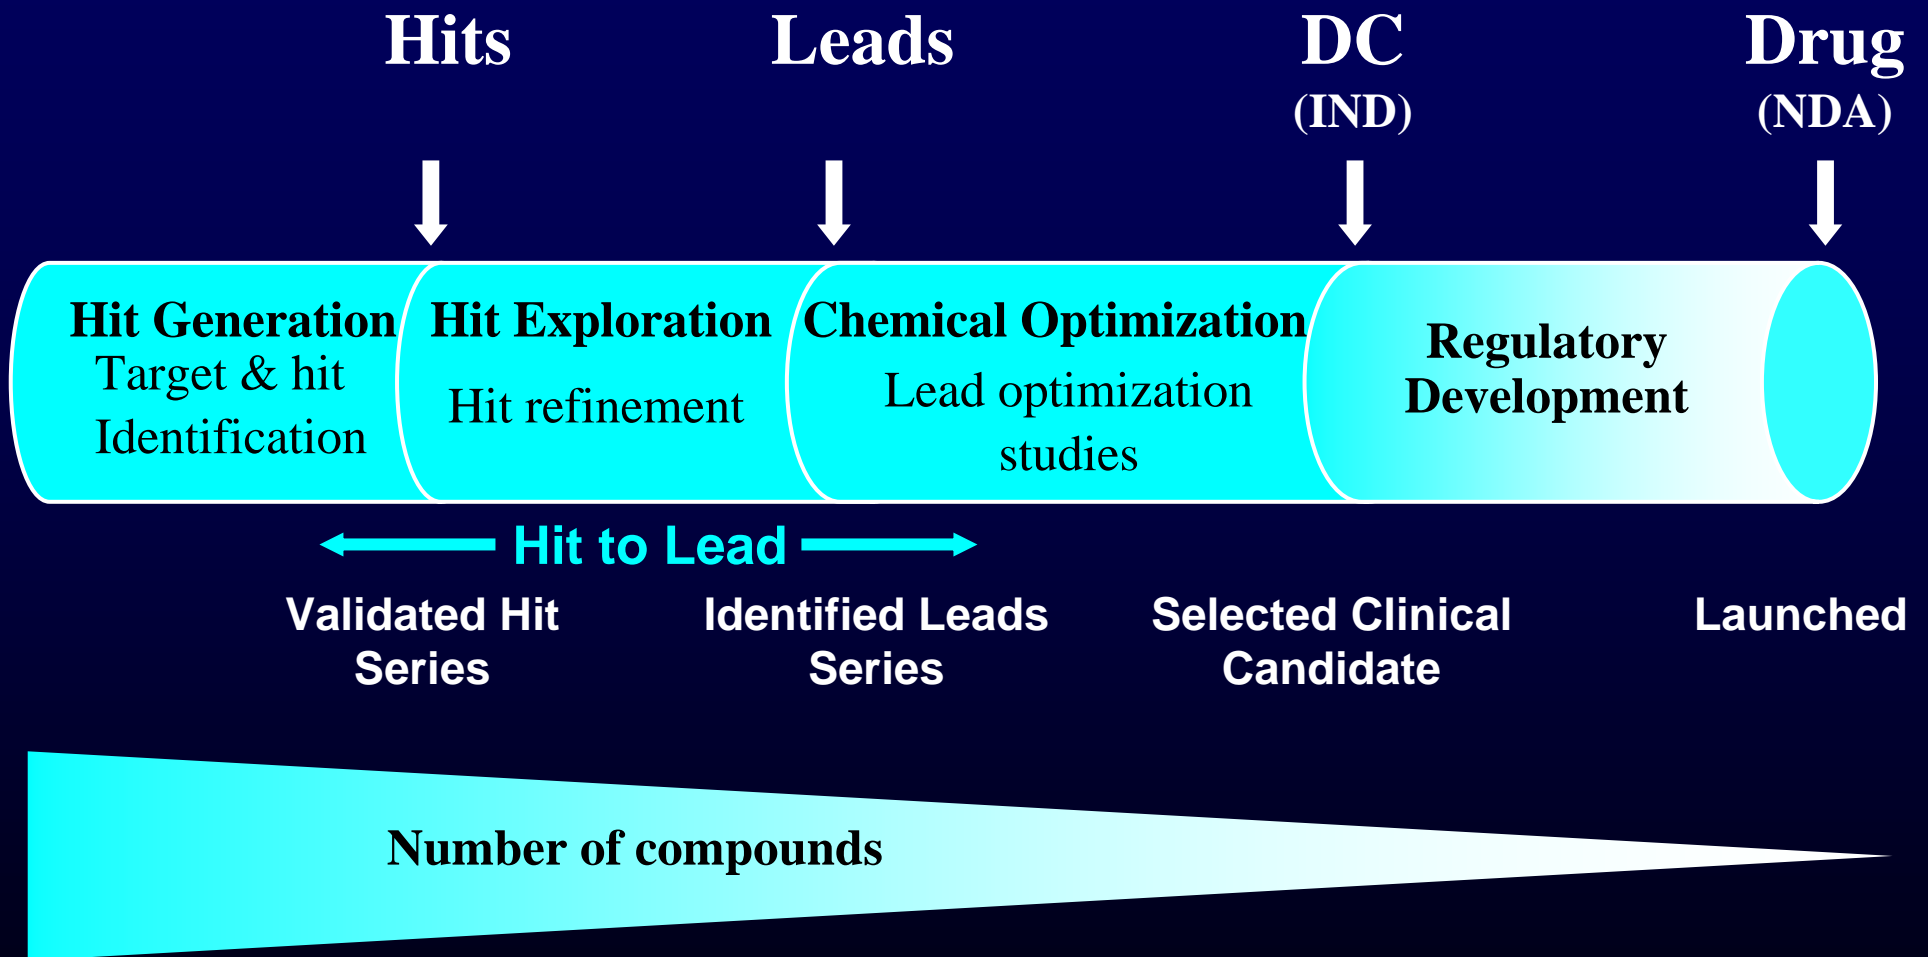 Hits
Leads
DC
(IND)
Drug
(NDA)
Hit Generation
Target & hit
Identification
Hit Exploration
Hit refinement
Chemical Optimization
Lead optimization
studies
Regulatory
Development
Hit to Lead
Validated Hit
Series
Identified Leads
Series
Selected Clinical
Candidate
Launched
Number of compounds